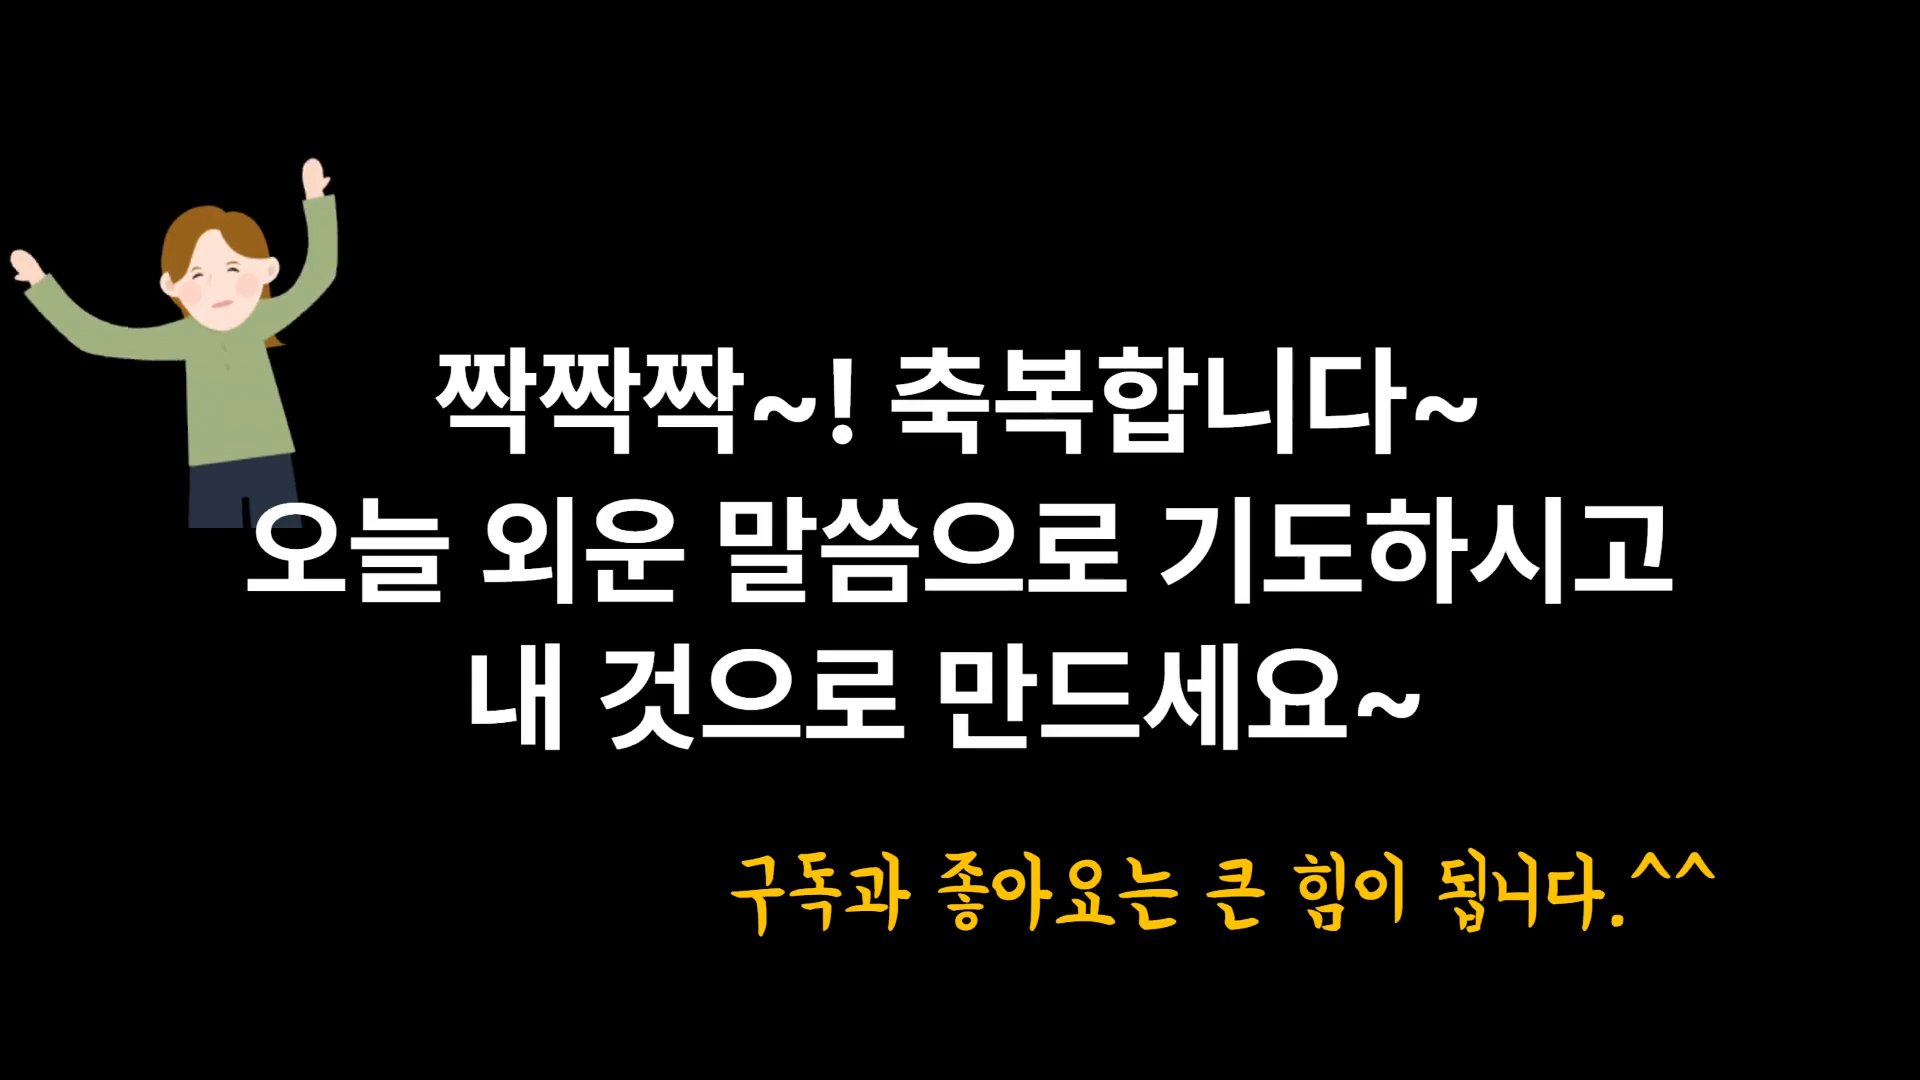 짝짝짝~! 축복합니다~
오늘 외운 말씀으로 기도하시고
내 것으로 만드세요~
구독과 좋아요는 큰 힘이 됩니다.^^